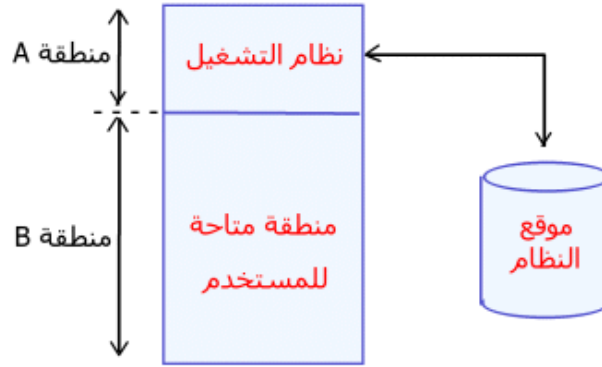 منطقة A
نظام التشغيل
منطقة B
منطقة متاحة
للمستخدم
موقع
النظام